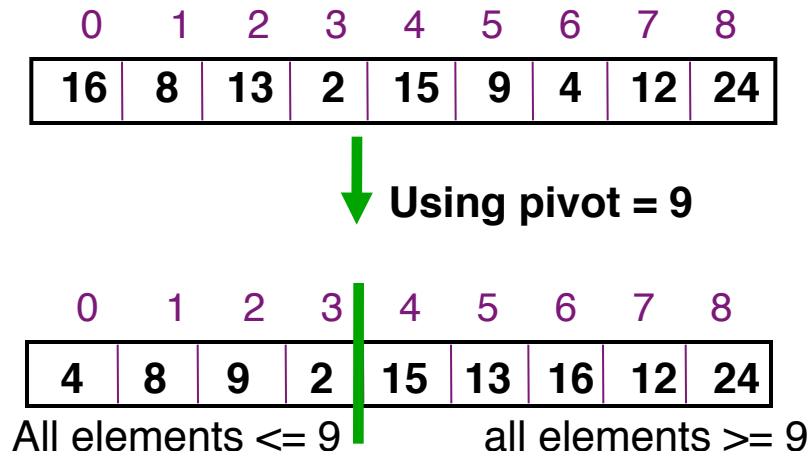 0 1 2 3 4 5 6 7 8
16 8 13 2 15 9 4 12 24
Using pivot = 9
0 1 2 3 4 5 6 7 8
4 8 9 2 15 13 16 12 24
All elements <= 9 all elements >= 9